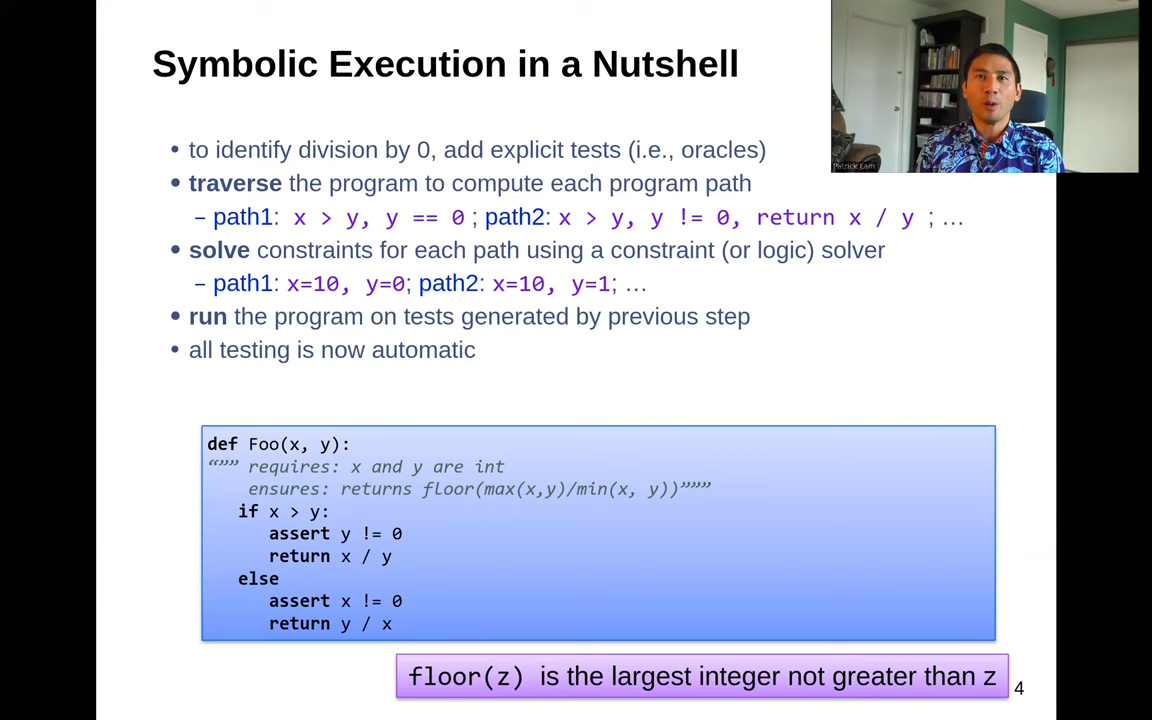 Symbolic Execution in a Nutshell
Patrick Lam
• to identify division by 0, add explicit tests (i.e., oracles)
• traverse the program to compute each program path
– path1: x > y, y == 0 ; path2: x > y, y != 0, return x / y ; …
• solve constraints for each path using a constraint (or logic) solver
– path1: x=10, y=0; path2: x=10, y=1; …
• run the program on tests generated by previous step
• all testing is now automatic
def Foo(x, y):
“”” requires: x and y are int
ensures: returns floor(max(x,y)/min(x, y))”””
if x > y:
assert y != 0
return x / y
else
assert x != 0
return y / x
floor(z) is the largest integer not greater than z
4